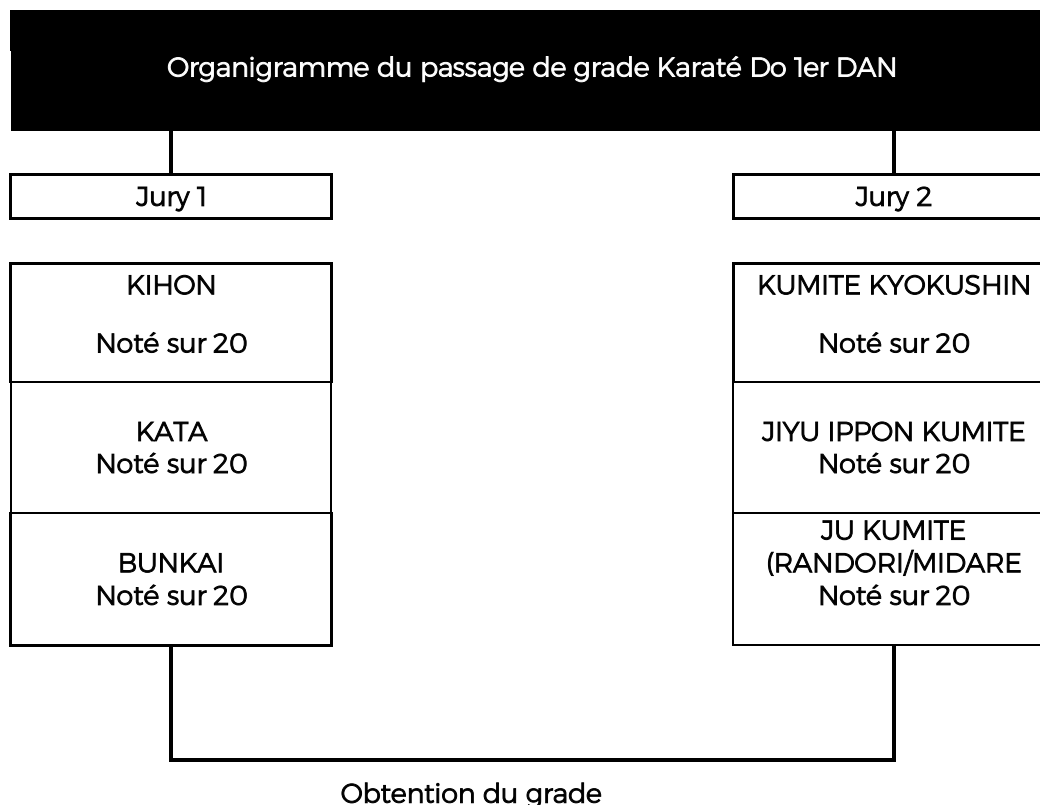 Organigramme du passage de grade Karaté Do 1er DAN
Jury 1
KIHON
Noté sur 20
KATA
Noté sur 20
BUNKAI
Noté sur 20
Jury 2
KUMITE KYOKUSHIN
Noté sur 20
JIYU IPPON KUMITE
Noté sur 20
JU KUMITE
(RANDORI/MIDARE
Noté sur 20
Obtention du grade